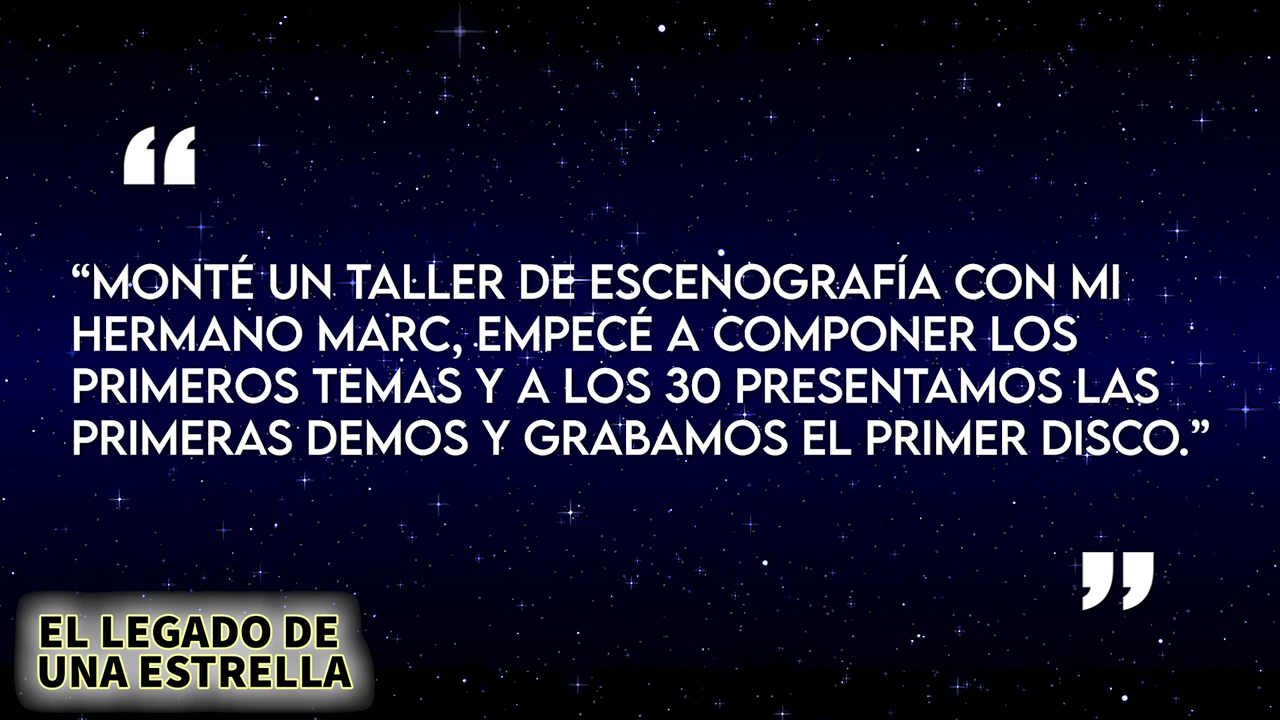 “MONTÉ UN TALLER DE ESCENOGRAFÍA CON MI
HERMANO MARC, EMPECÉ A COMPONER LOS
PRIMEROS TEMAS Y A LOS 30 PRESENTAMOS LAS
PRIMERAS DEMOS Y GRABAMOS EL PRIMER DISCO.”
EL LEGADO DE
UNA ESTRELLA